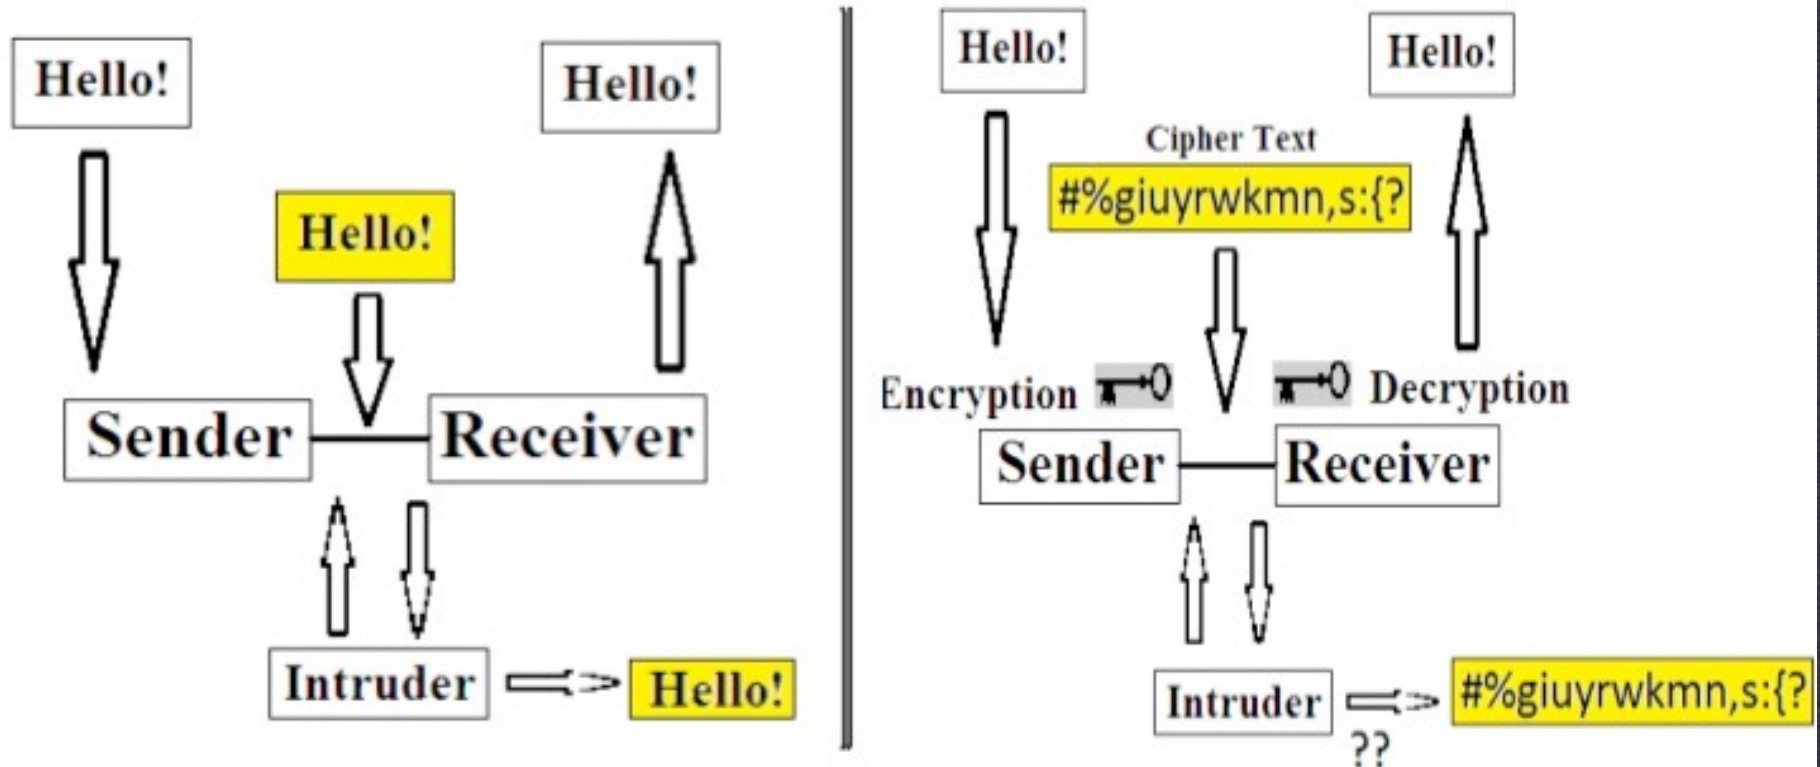 Hello!
Hello!
Hello!
Sender
Receiver
Intruder
Hello!
Hello!
Hello!
Cipher Text
#%giuyrwkmn,s:{?
Encryption
Decryption
Sender
Receiver
Intruder
#%giuyrwkmn,s:{?
??